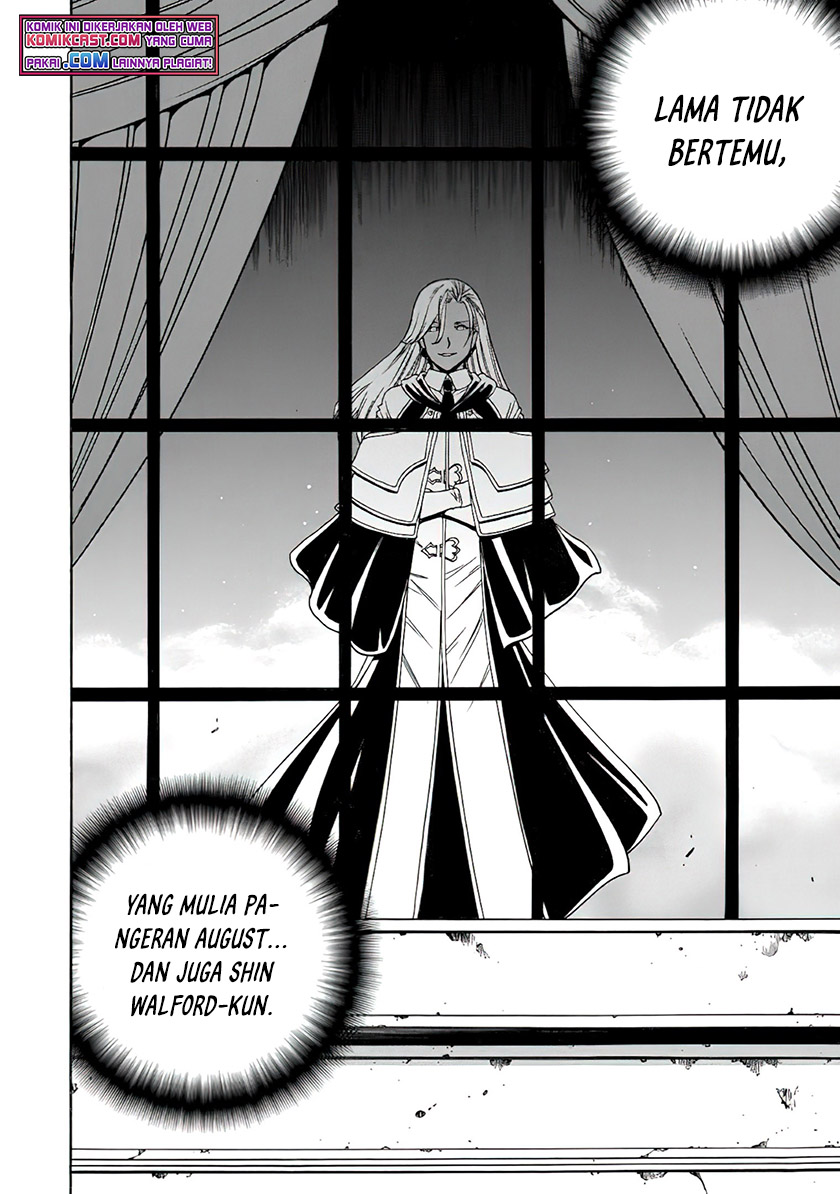 KOMIK INI DIKERJAKAN OLEH WEB
KOMIKCAST.COM YANG CUMA
PAKAI .COM LAINNYA PLAGIAT!
LAMA TIDAK
BERTEMU,
YANG MULIA PA-
NGERAN AUGUST...
DAN JUGA SHIN
WALFORD-KUN.